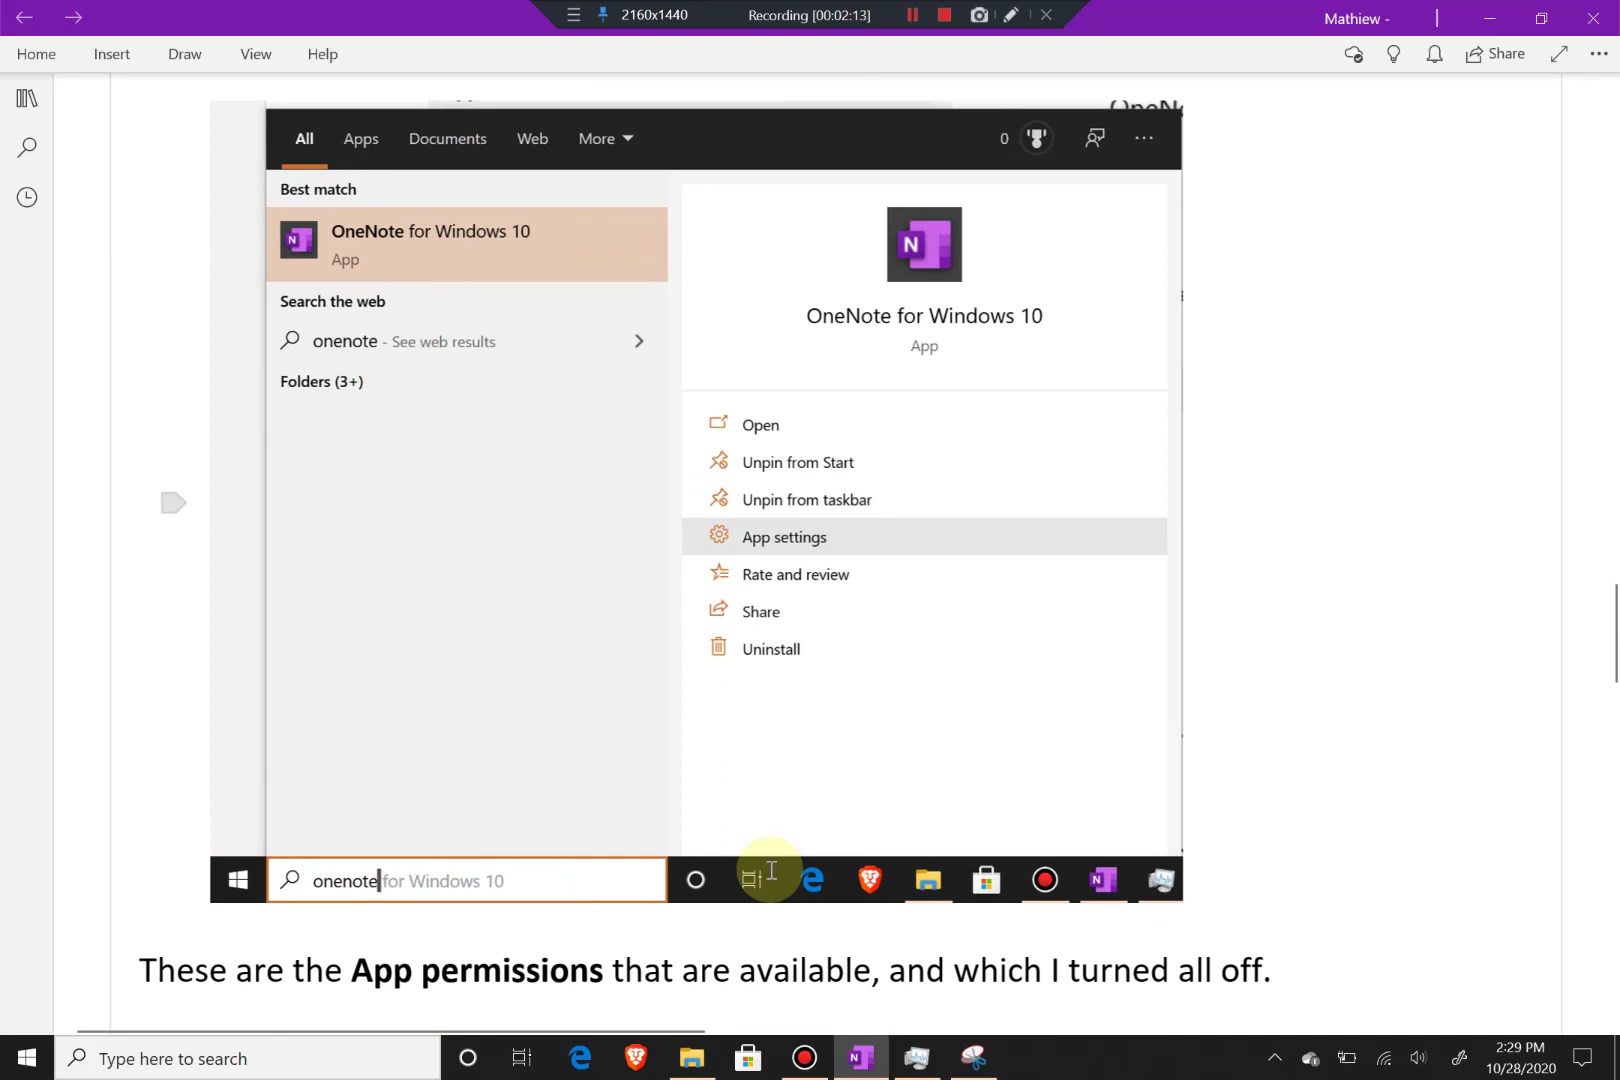 2160x1440
Recording [00:02:13]
Mathiew -
Home
Insert
Draw
View
Help
Share
All
Apps
Documents
Web
More
0
Best match
OneNote for Windows 10
App
Search the web
onenote - See web results
Folders (3+)
N
N
OneNote for Windows 10
App
Open
Unpin from Start
Unpin from taskbar
App settings
Rate and review
Share
Uninstall
onenote for Windows 10
These are the App permissions that are available, and which I turned all off.
Type here to search
2:29 PM
10/28/2020